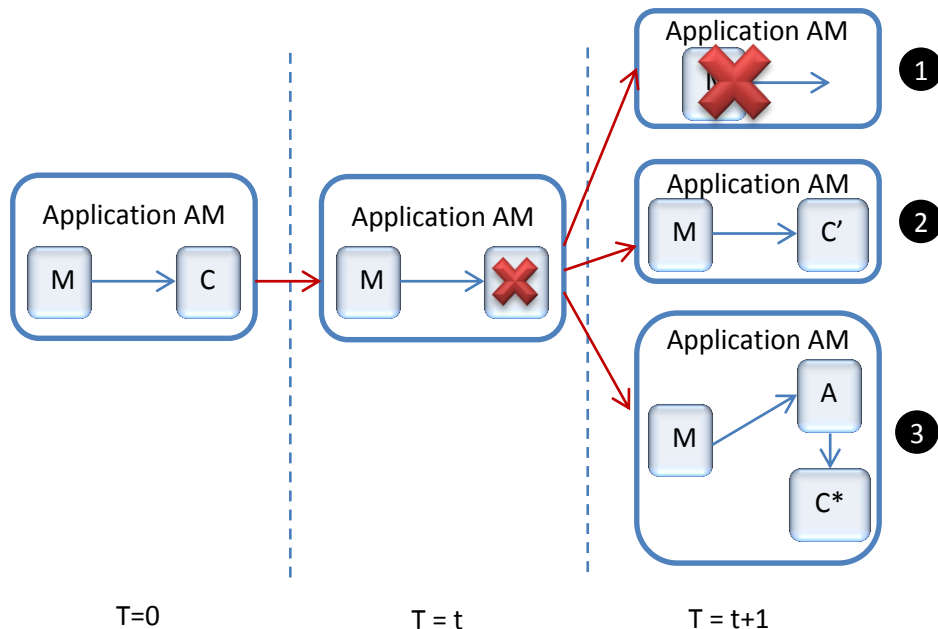 Application AM
M
C
Application AM
M
Application AM
1
Application AM
M
C’
2
Application AM
A
M
C*
3
T=0
T = t
T = t+1